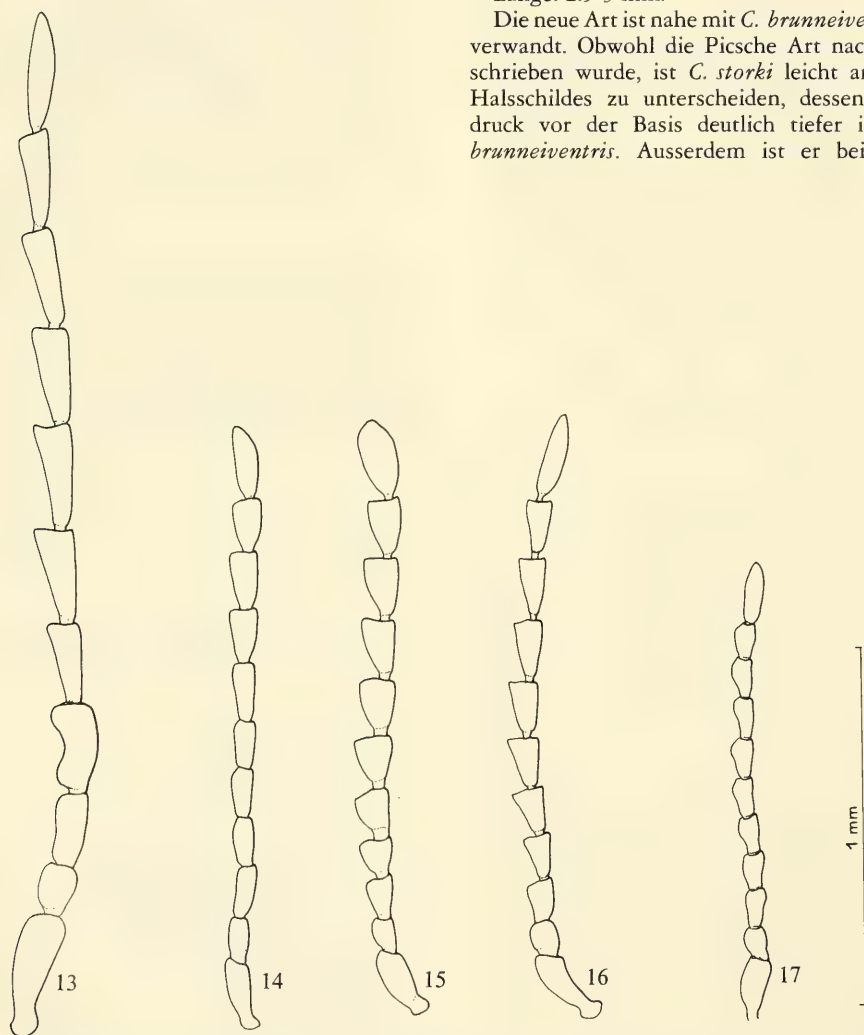 Die neue Art ist nahe mit C. brunneive
verwandt. Obwohl die Picsche Art nac
schrieben wurde, ist C. storki leicht an
Halsschildes zu unterscheiden, dessen
druck vor der Basis deutlich tiefer i
brunneiventris. Ausserdem ist er bei
13
14
15
16
17
1 mm